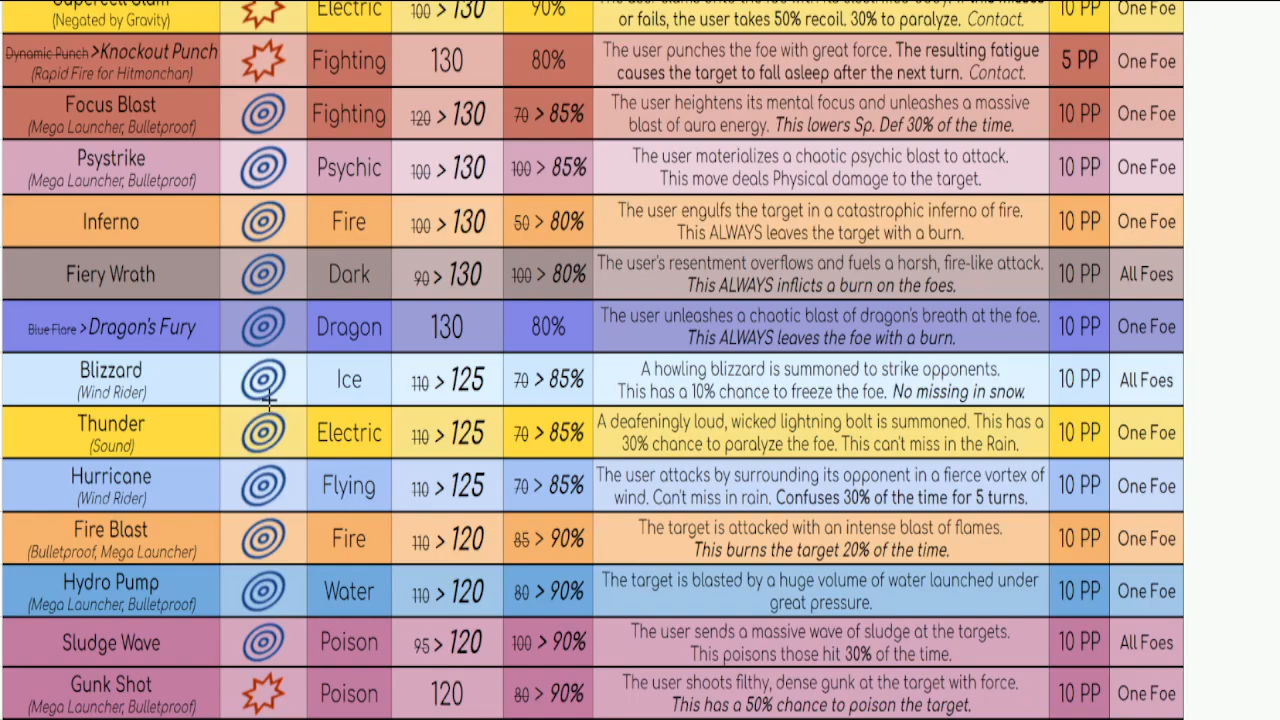 Supercell Slam
(Negated by Gravity)
Electric
100 > 130
90%
or fails, the user takes 50% recoil. 30% to paralyze. Contact.
10 PP
One Foe
Dynamic Punch >Knockout Punch
(Rapid Fire for Hitmonchan)
Fighting
130
80%
The user punches the foe with great force. The resulting fatigue
causes the target to fall asleep after the next turn. Contact.
5 PP
One Foe
Focus Blast
(Mega Launcher, Bulletproof)
Fighting
120 > 130
70 > 85%
The user heightens its mental focus and unleashes a massive
blast of aura energy. This lowers Sp. Def 30% of the time.
10 PP
One Foe
Psystrike
(Mega Launcher, Bulletproof)
Psychic
100 > 130
100 > 85%
The user materializes a chaotic psychic blast to attack.
This move deals Physical damage to the target.
10 PP
One Foe
Inferno
Fire
100 > 130
50 > 80%
The user engulfs the target in a catastrophic inferno of fire.
This ALWAYS leaves the target with a burn.
10 PP
One Foe
Fiery Wrath
Dark
90 > 130
100 > 80%
The user's resentment overflows and fuels a harsh, fire-like attack.
This ALWAYS inflicts a burn on the foes.
10 PP
All Foes
Blue Flare >Dragon's Fury
Dragon
130
80%
The user unleashes a chaotic blast of dragon's breath at the foe.
This ALWAYS leaves the foe with a burn.
10 PP
One Foe
Blizzard
(Wind Rider)
Ice
110 > 125
70 > 85%
A howling blizzard is summoned to strike opponents.
This has a 10% chance to freeze the foe. No missing in snow.
10 PP
All Foes
Thunder
(Sound)
Electric
110 > 125
70 > 85%
A deafeningly loud, wicked lightning bolt is summoned. This has a
30% chance to paralyze the foe. This can't miss in the Rain.
10 PP
One Foe
Hurricane
(Wind Rider)
Flying
110 > 125
70 > 85%
The user attacks by surrounding its opponent in a fierce vortex of
wind. Can't miss in rain. Confuses 30% of the time for 5 turns.
10 PP
One Foe
Fire Blast
(Bulletproof, Mega Launcher)
Fire
110 > 120
85 > 90%
The target is attacked with an intense blast of flames.
This burns the target 20% of the time.
10 PP
One Foe
Hydro Pump
(Mega Launcher, Bulletproof)
Water
110 > 120
80 > 90%
The target is blasted by a huge volume of water launched under
great pressure.
10 PP
One Foe
Sludge Wave
Poison
95 > 120
100 > 90%
The user sends a massive wave of sludge at the targets.
This poisons those hit 30% of the time.
10 PP
All Foes
Gunk Shot
(Mega Launcher, Bulletproof)
Poison
120
80 > 90%
The user shoots filthy, dense gunk at the target with force.
This has a 50% chance to poison the target.
10 PP
One Foe